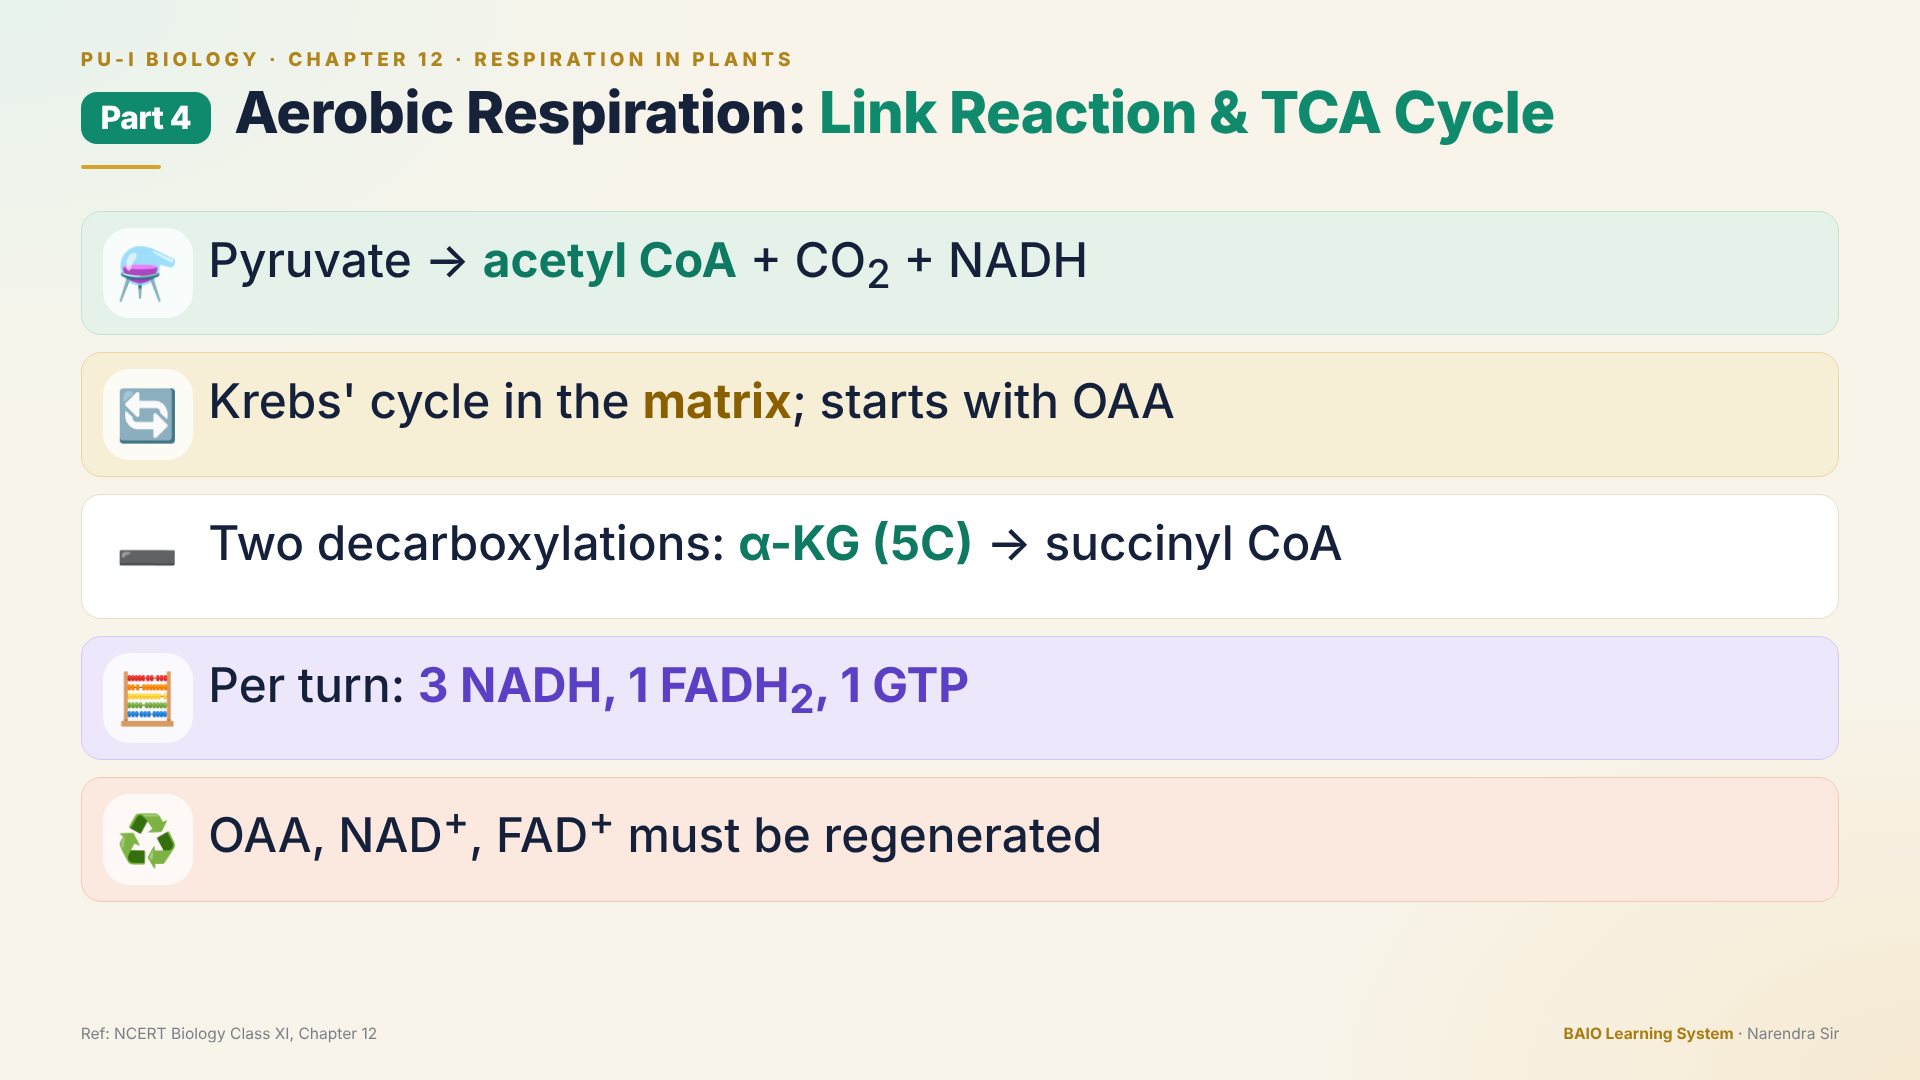 PU-I BIOLOGY · CHAPTER 12 · RESPIRATION IN PLANTS
Part 4 Aerobic Respiration: Link Reaction & TCA Cycle
Pyruvate → acetyl CoA + CO₂ + NADH
Krebs' cycle in the matrix; starts with OAA
Two decarboxylations: α-KG (5C) → succinyl CoA
Per turn: 3 NADH, 1 FADH₂, 1 GTP
OAA, NAD⁺, FAD⁺ must be regenerated
Ref: NCERT Biology Class XI, Chapter 12
BAIO Learning System · Narendra Sir